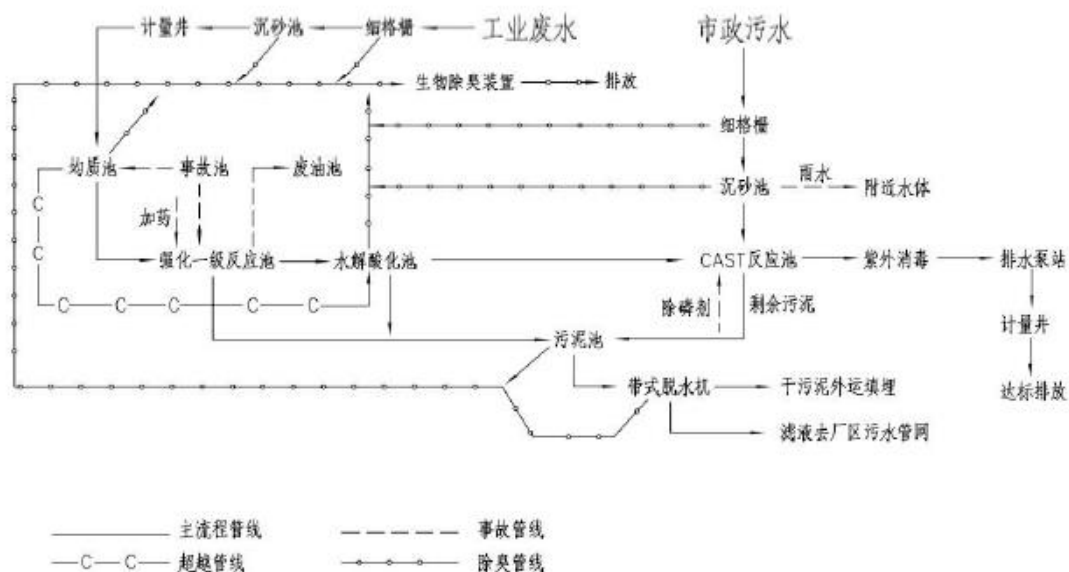 计量井 沉砂池 细格栅 工业废水 市政污水
生物除臭装置 排放
细格栅
均质池 事故池 废油池
沉砂池 雨水 附近水体
加药
强化一级反应池 水解酸化池 CAST反应池 紫外消毒 排水泵站
C
C
C C C C C
除磷剂 剩余污泥
计量井
污泥池
带式脱水机 干污泥外运填埋 达标排放
滤液去厂区污水管网
主流程管线 事故管线
C C 超越管线 除臭管线